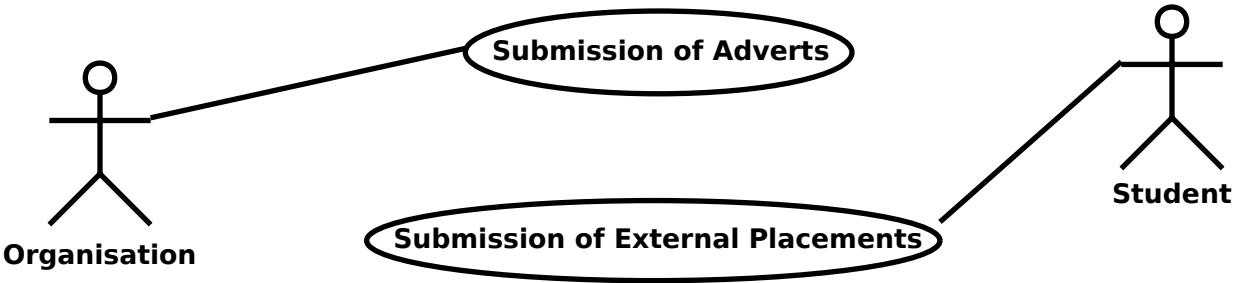 Submission of Adverts
Student
Submission of External Placements
Organisation